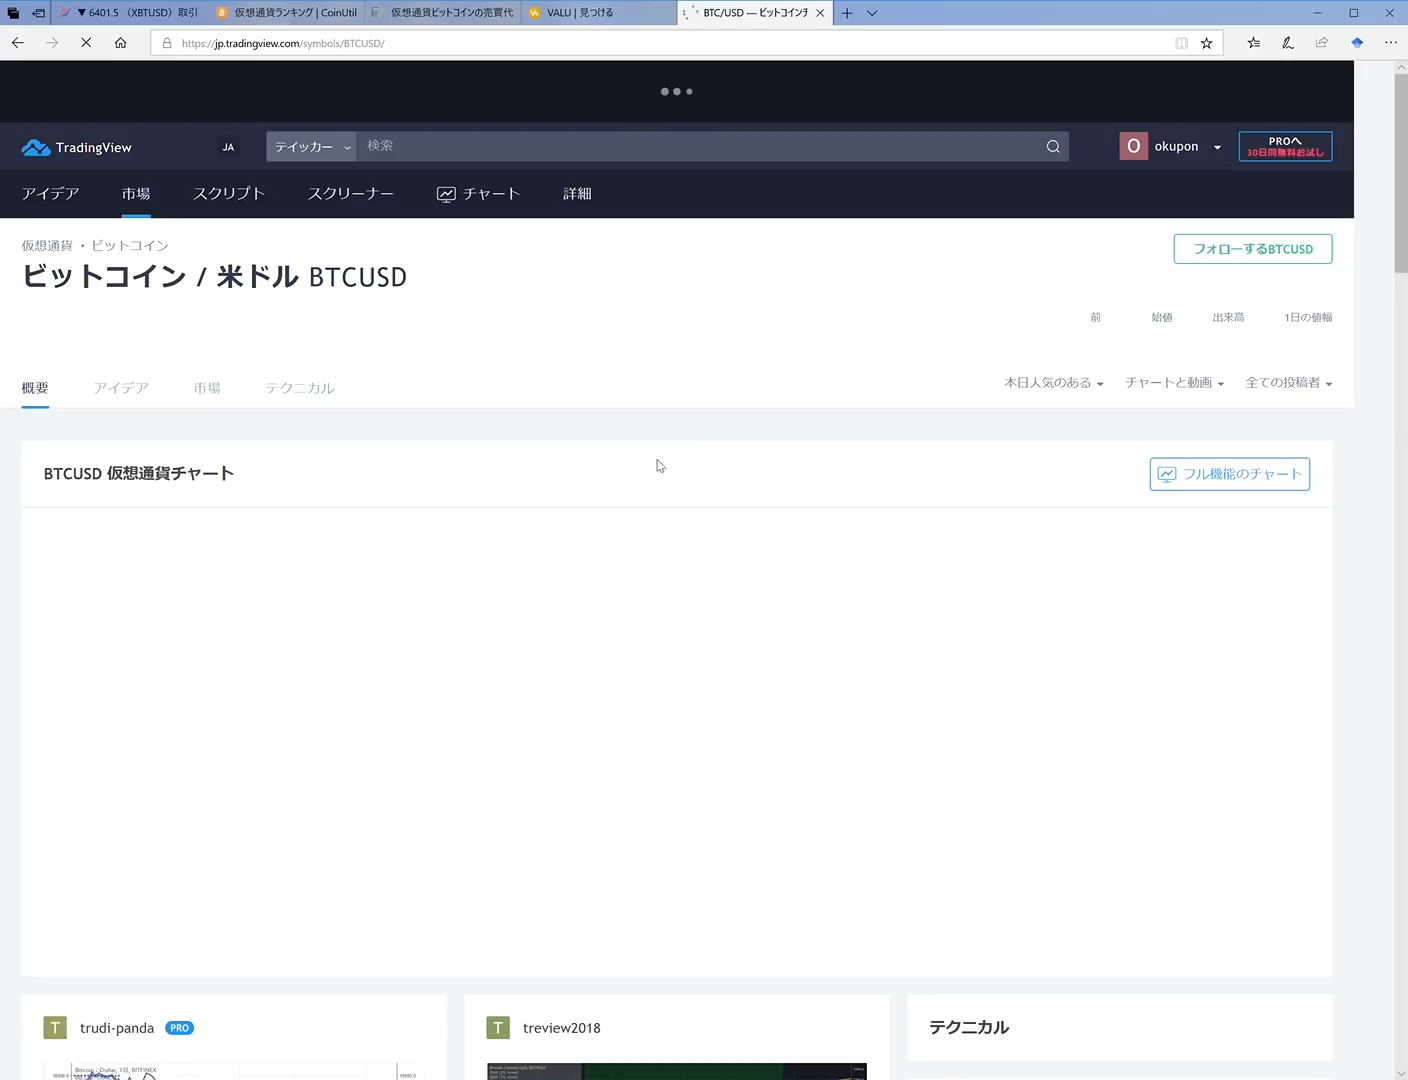 ▼ 6401.5 （XBTUSD）取引
仮想通貨ランキング | CoinUtil
仮想通貨ビットコインの売買代
VALU | 見つける
BTC/USD — ビットコインチ
https://jp.tradingview.com/symbols/BTCUSD/
TradingView
JA
テイッカー
検索
O
okupon
PROへ
30日間無料お試し
アイデア
市場
スクリプト
スクリーナー
チャート
詳細
仮想通貨 • ビットコイン
フォローするBTCUSD
ビットコイン / 米ドル BTCUSD
前
始値
出来高
1日の値幅
概要
アイデア
市場
テクニカル
本日人気のある
チャートと動画
全ての投稿者
BTCUSD 仮想通貨チャート
フル機能のチャート
T
trudi-panda
PRO
T
treview2018
テクニカル
Bitcoin / Dollar, 1日, BITFINEX